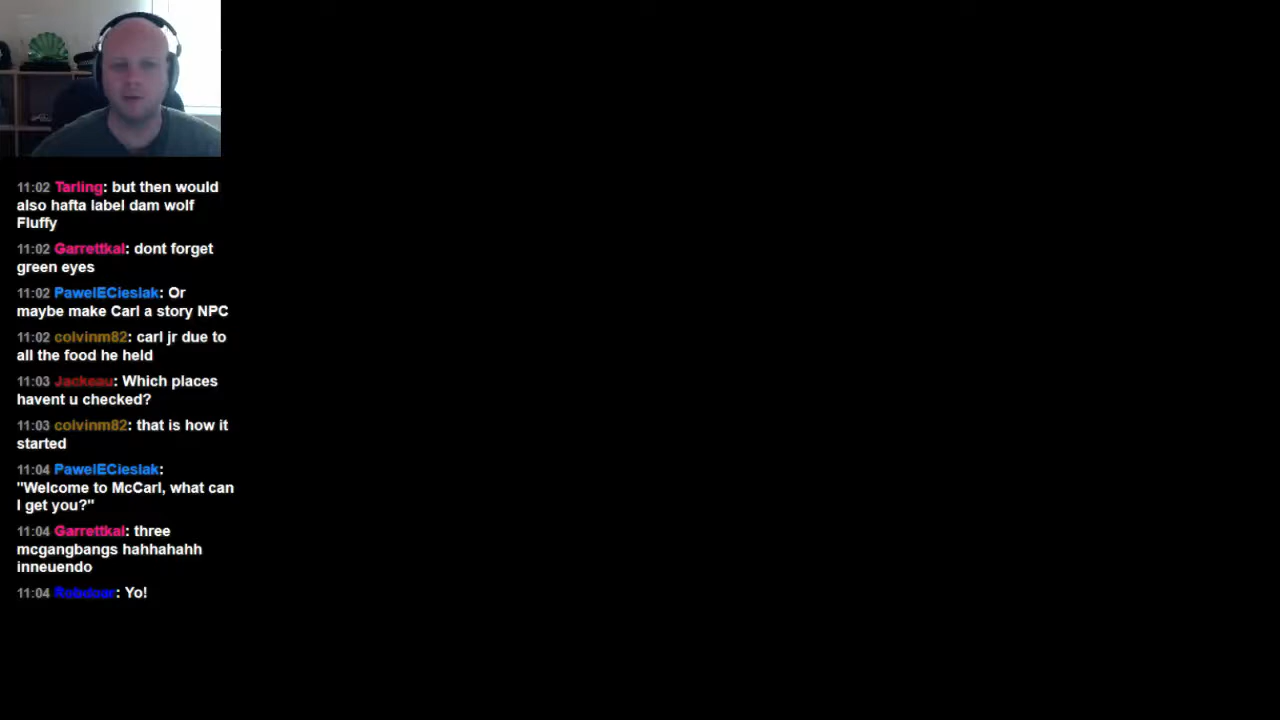 11:02 Tarling: but then would
also hafta label dam wolf
Fluffy
11:02 Garrettkal: dont forget
green eyes
11:02 PawelECieslak: Or
maybe make Carl a story NPC
11:02 colvinm82: carl jr due to
all the food he held
11:03 Jackeau: Which places
havent u checked?
11:03 colvinm82: that is how it
started
11:04 PawelECieslak:
"Welcome to McCarl, what can
I get you?"
11:04 Garrettkal: three
mcgangbangs hahhahahh
inneuendo
11:04 Robdour: Yo!